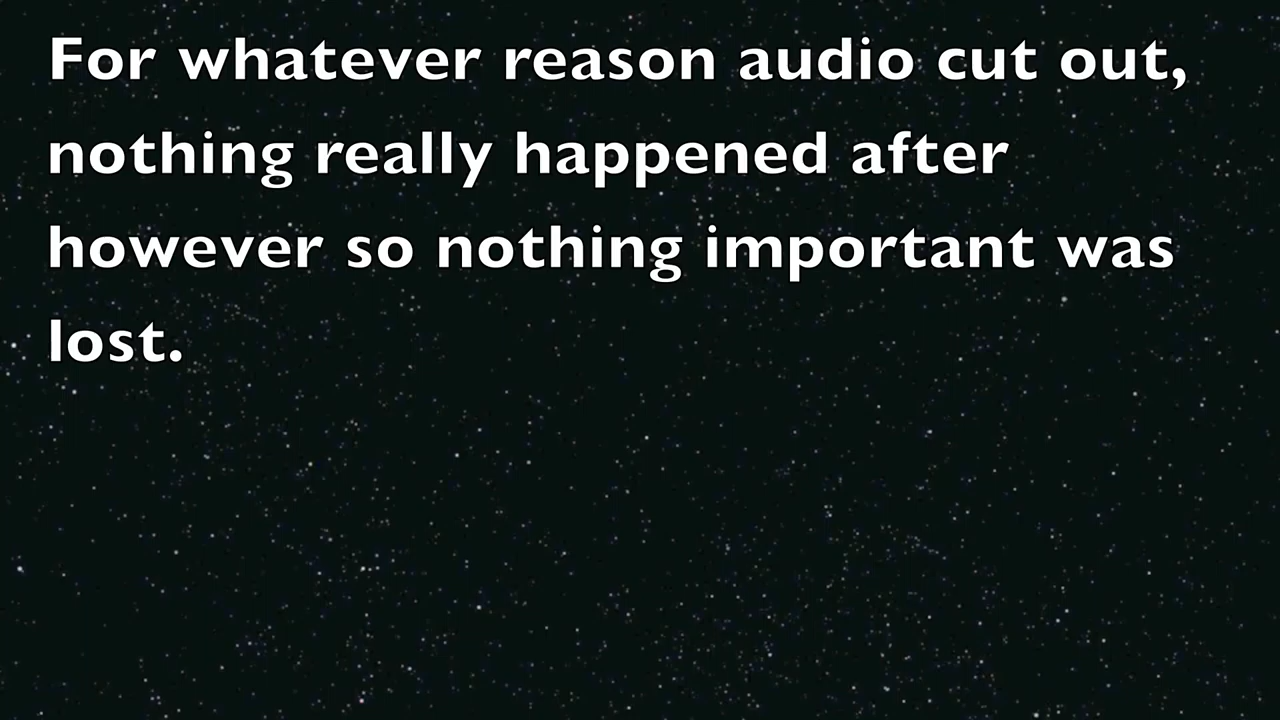 For whatever reason audio cut out,
nothing really happened after
however so nothing important was
lost.